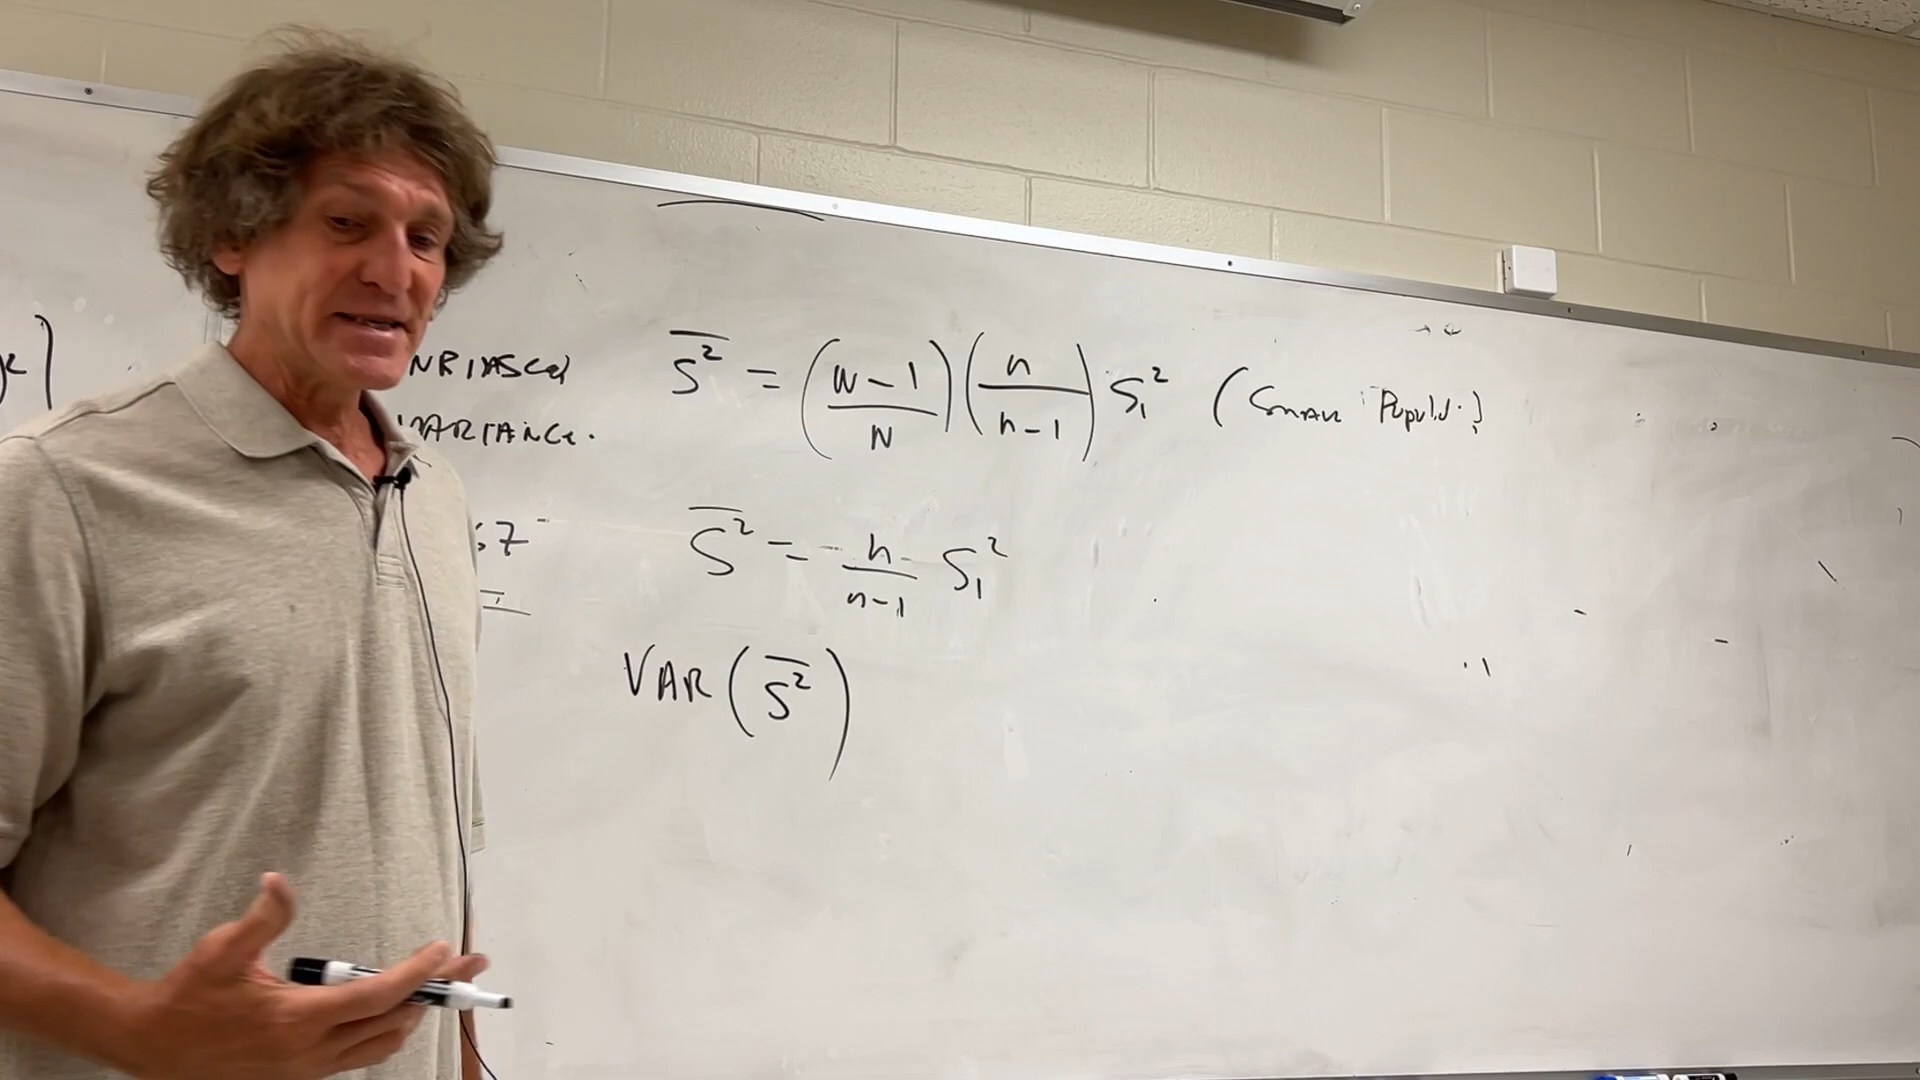 NBIASED
VARIANCE.
S̄² = (N-1 / N)(n / n-1) S₁² (Small Popul.)
S̄² = n / n-1 S₁²
VAR(S̄²)